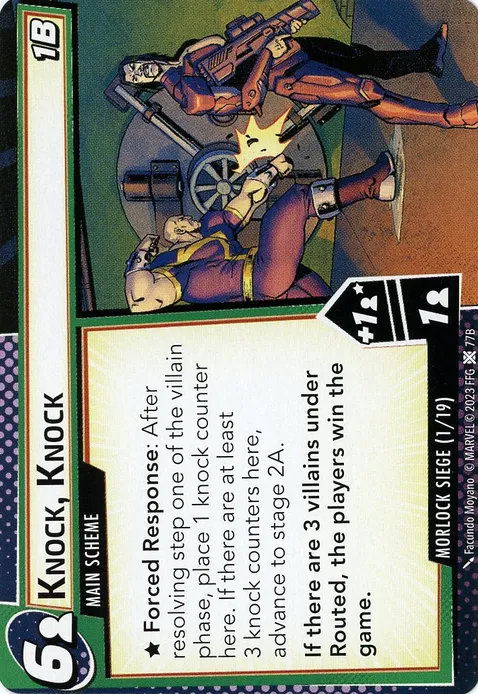 6
KNOCK, KNOCK
1B
MAIN SCHEME
★ Forced Response: After
resolving step one of the villain
phase, place 1 knock counter
here. If there are at least
3 knock counters here,
advance to stage 2A.
If there are 3 villains under
Routed, the players win the
game.
+1
1
MORLOCK SIEGE (1/19)
Facundo Moyano © MARVEL © 2023 FFG 77B